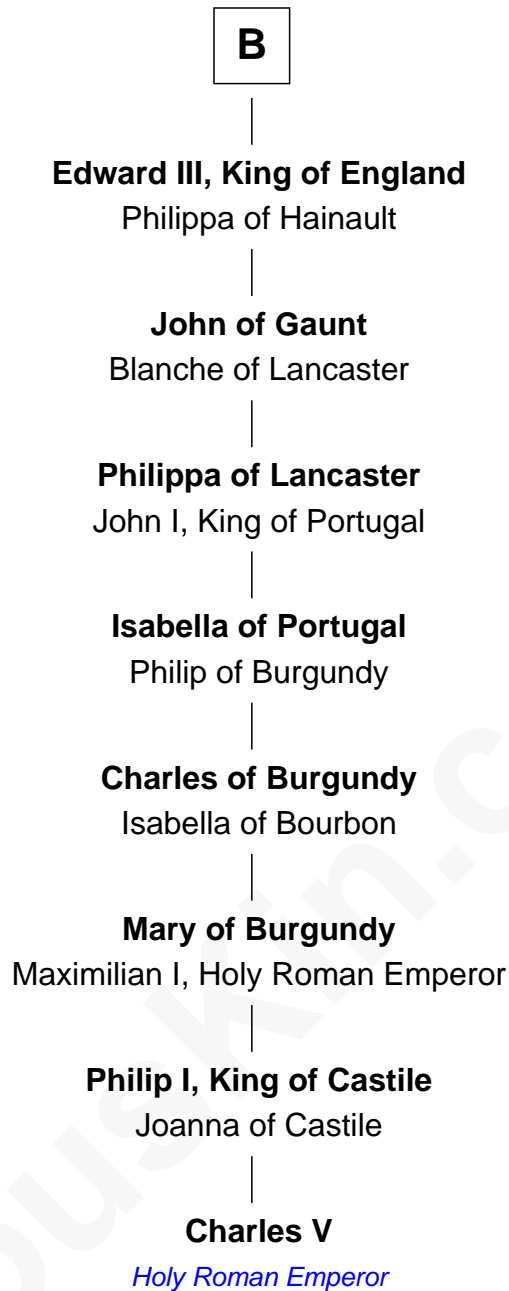 B
Edward III, King of England
Philippa of Hainault
John of Gaunt
Blanche of Lancaster
Philippa of Lancaster
John I, King of Portugal
Isabella of Portugal
Philip of Burgundy
Charles of Burgundy
Isabella of Bourbon
Mary of Burgundy
Maximilian I, Holy Roman Emperor
Philip I, King of Castile
Joanna of Castile
Charles V
Holy Roman Emperor